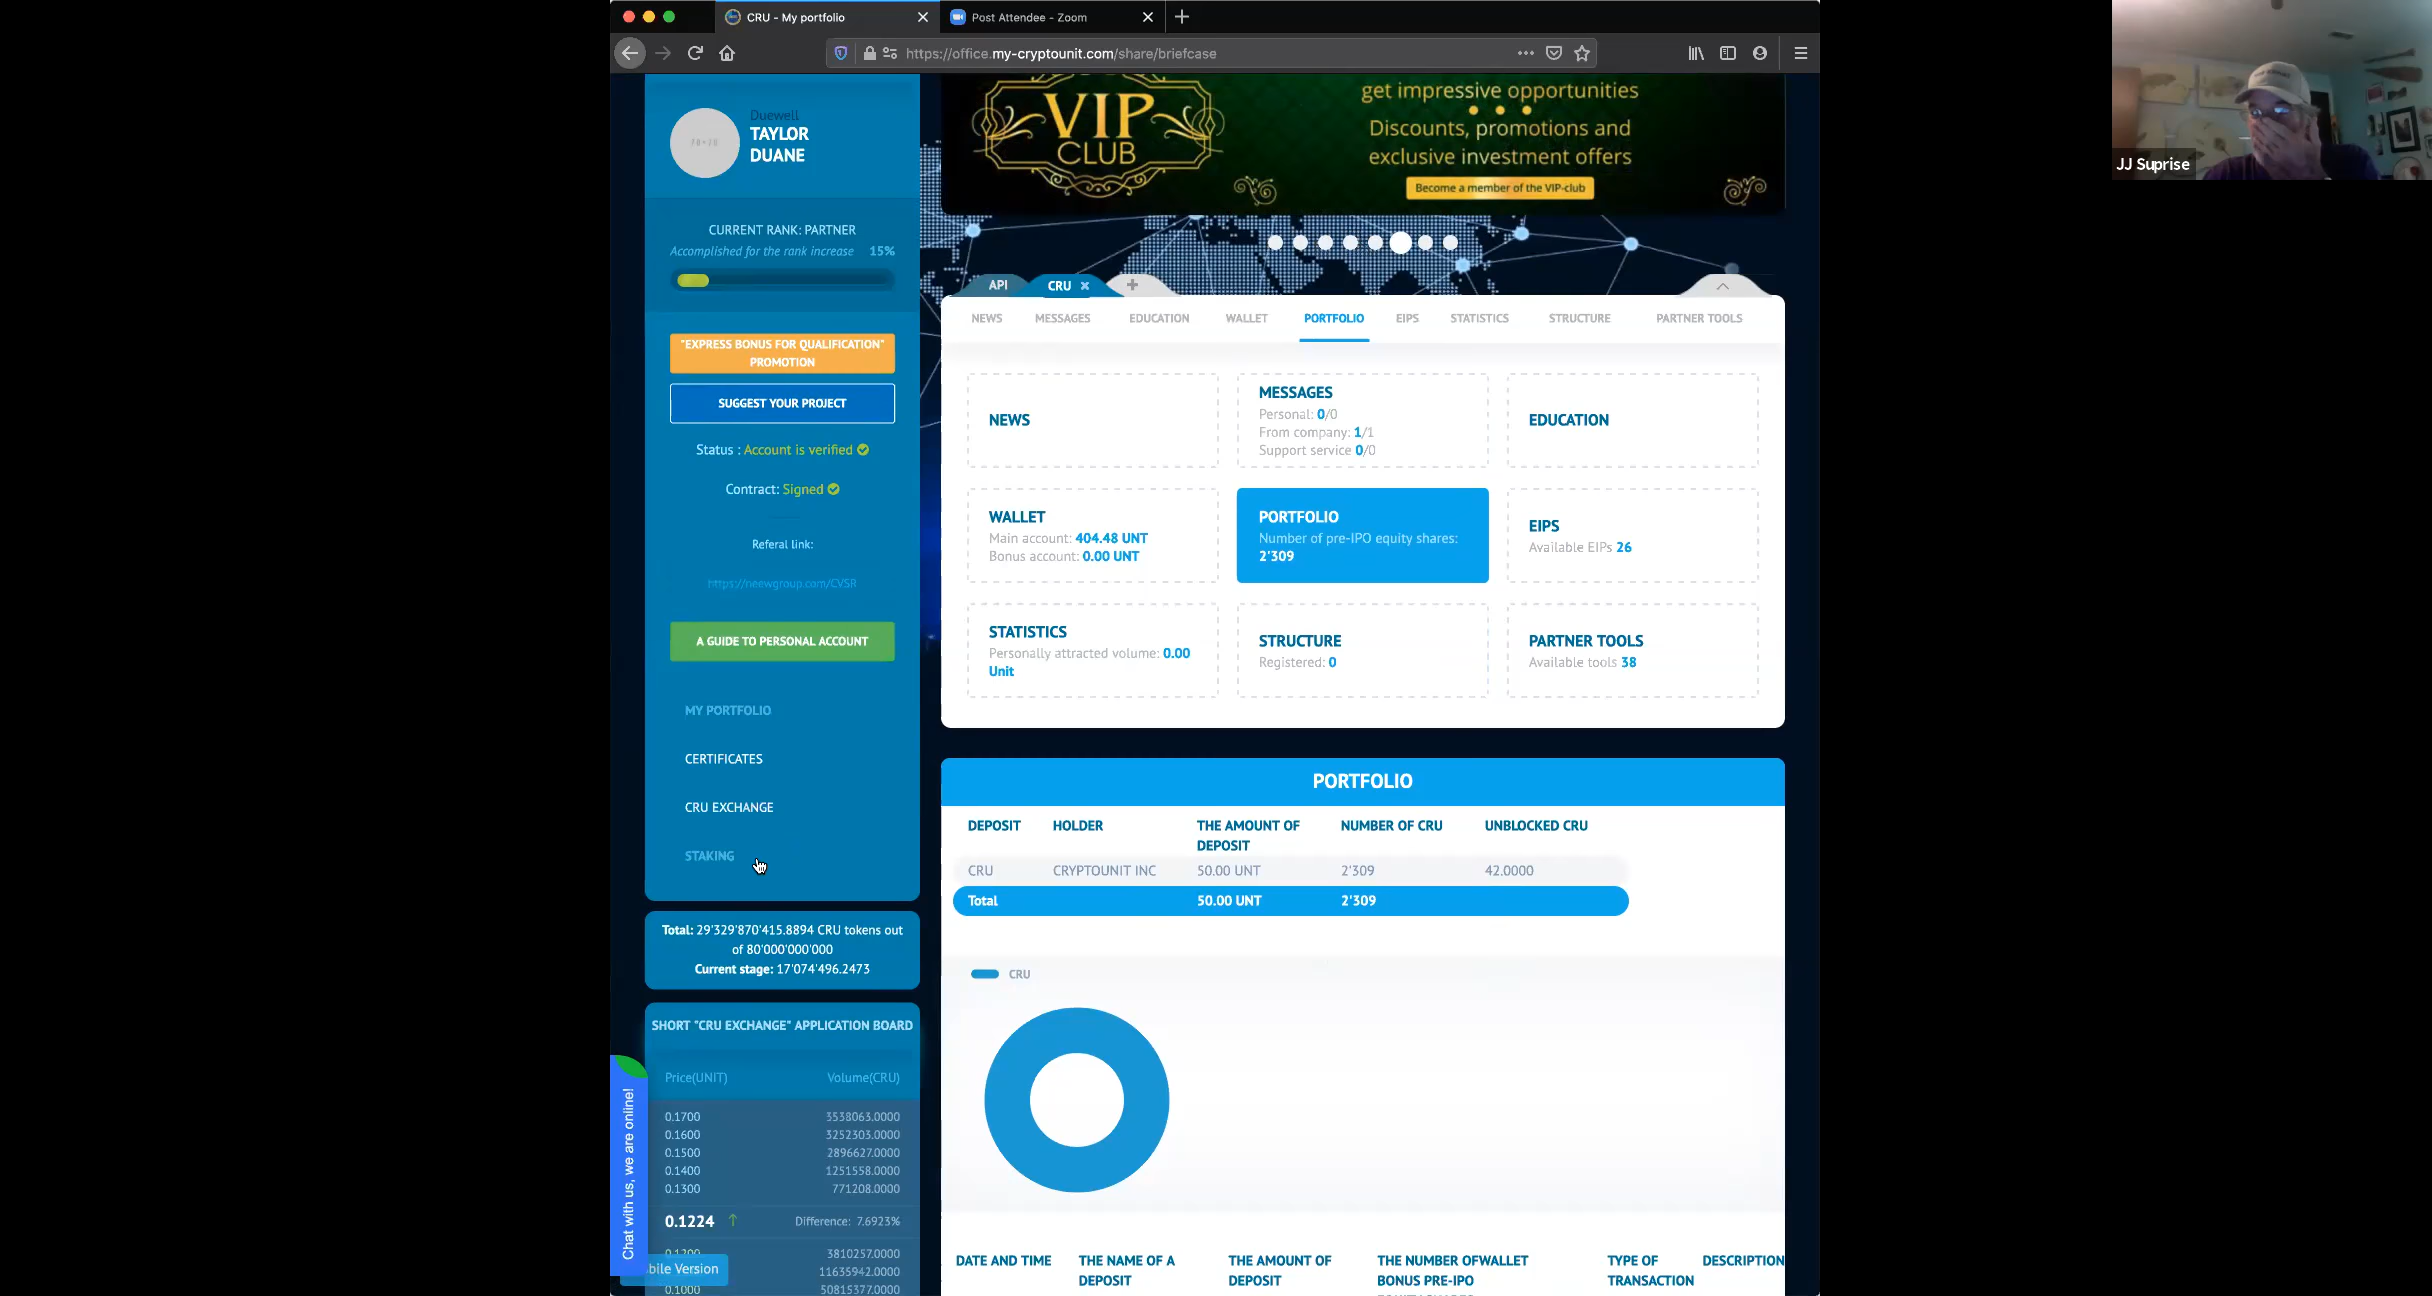 CRU - My portfolio
Post Attendee - Zoom
https://office.my-cryptounit.com/share/briefcase
Duewell
TAYLOR
DUANE
CURRENT RANK: PARTNER
Accomplished for the rank increase 15%
"EXPRESS BONUS FOR QUALIFICATION"
PROMOTION
SUGGEST YOUR PROJECT
Status : Account is verified
Contract: Signed
Referal link:
https://neewgroup.com/CVSR
A GUIDE TO PERSONAL ACCOUNT
MY PORTFOLIO
CERTIFICATES
CRU EXCHANGE
STAKING
Total: 29'329'870'415.8894 CRU tokens out
of 80'000'000'000
Current stage: 17'074'496.2473
SHORT "CRU EXCHANGE" APPLICATION BOARD
Price(UNIT) Volume(CRU)
0.1700 3538063.0000
0.1600 3252303.0000
0.1500 2896627.0000
0.1400 1251558.0000
0.1300 771208.0000
0.1224 Difference: 7.6923%
0.1200 3810257.0000
11635942.0000
0.1000 50815377.0000
Chat with us, we are online!
bile Version
VIP
CLUB
get impressive opportunities
Discounts, promotions and
exclusive investment offers
Become a member of the VIP-club
API
CRU
NEWS MESSAGES EDUCATION WALLET PORTFOLIO EIPS STATISTICS STRUCTURE PARTNER TOOLS
NEWS
MESSAGES
Personal: 0/0
From company: 1/1
Support service 0/0
EDUCATION
WALLET
Main account: 404.48 UNT
Bonus account: 0.00 UNT
PORTFOLIO
Number of pre-IPO equity shares:
2'309
EIPS
Available EIPs 26
STATISTICS
Personally attracted volume: 0.00
Unit
STRUCTURE
Registered: 0
PARTNER TOOLS
Available tools 38
PORTFOLIO
DEPOSIT HOLDER THE AMOUNT OF DEPOSIT NUMBER OF CRU UNBLOCKED CRU
CRU CRYPTOUNIT INC 50.00 UNT 2'309 42.0000
Total 50.00 UNT 2'309
CRU
DATE AND TIME
THE NAME OF A
DEPOSIT
THE AMOUNT OF
DEPOSIT
THE NUMBER OFWALLET
BONUS PRE-IPO
TYPE OF
TRANSACTION
DESCRIPTION
JJ Suprise